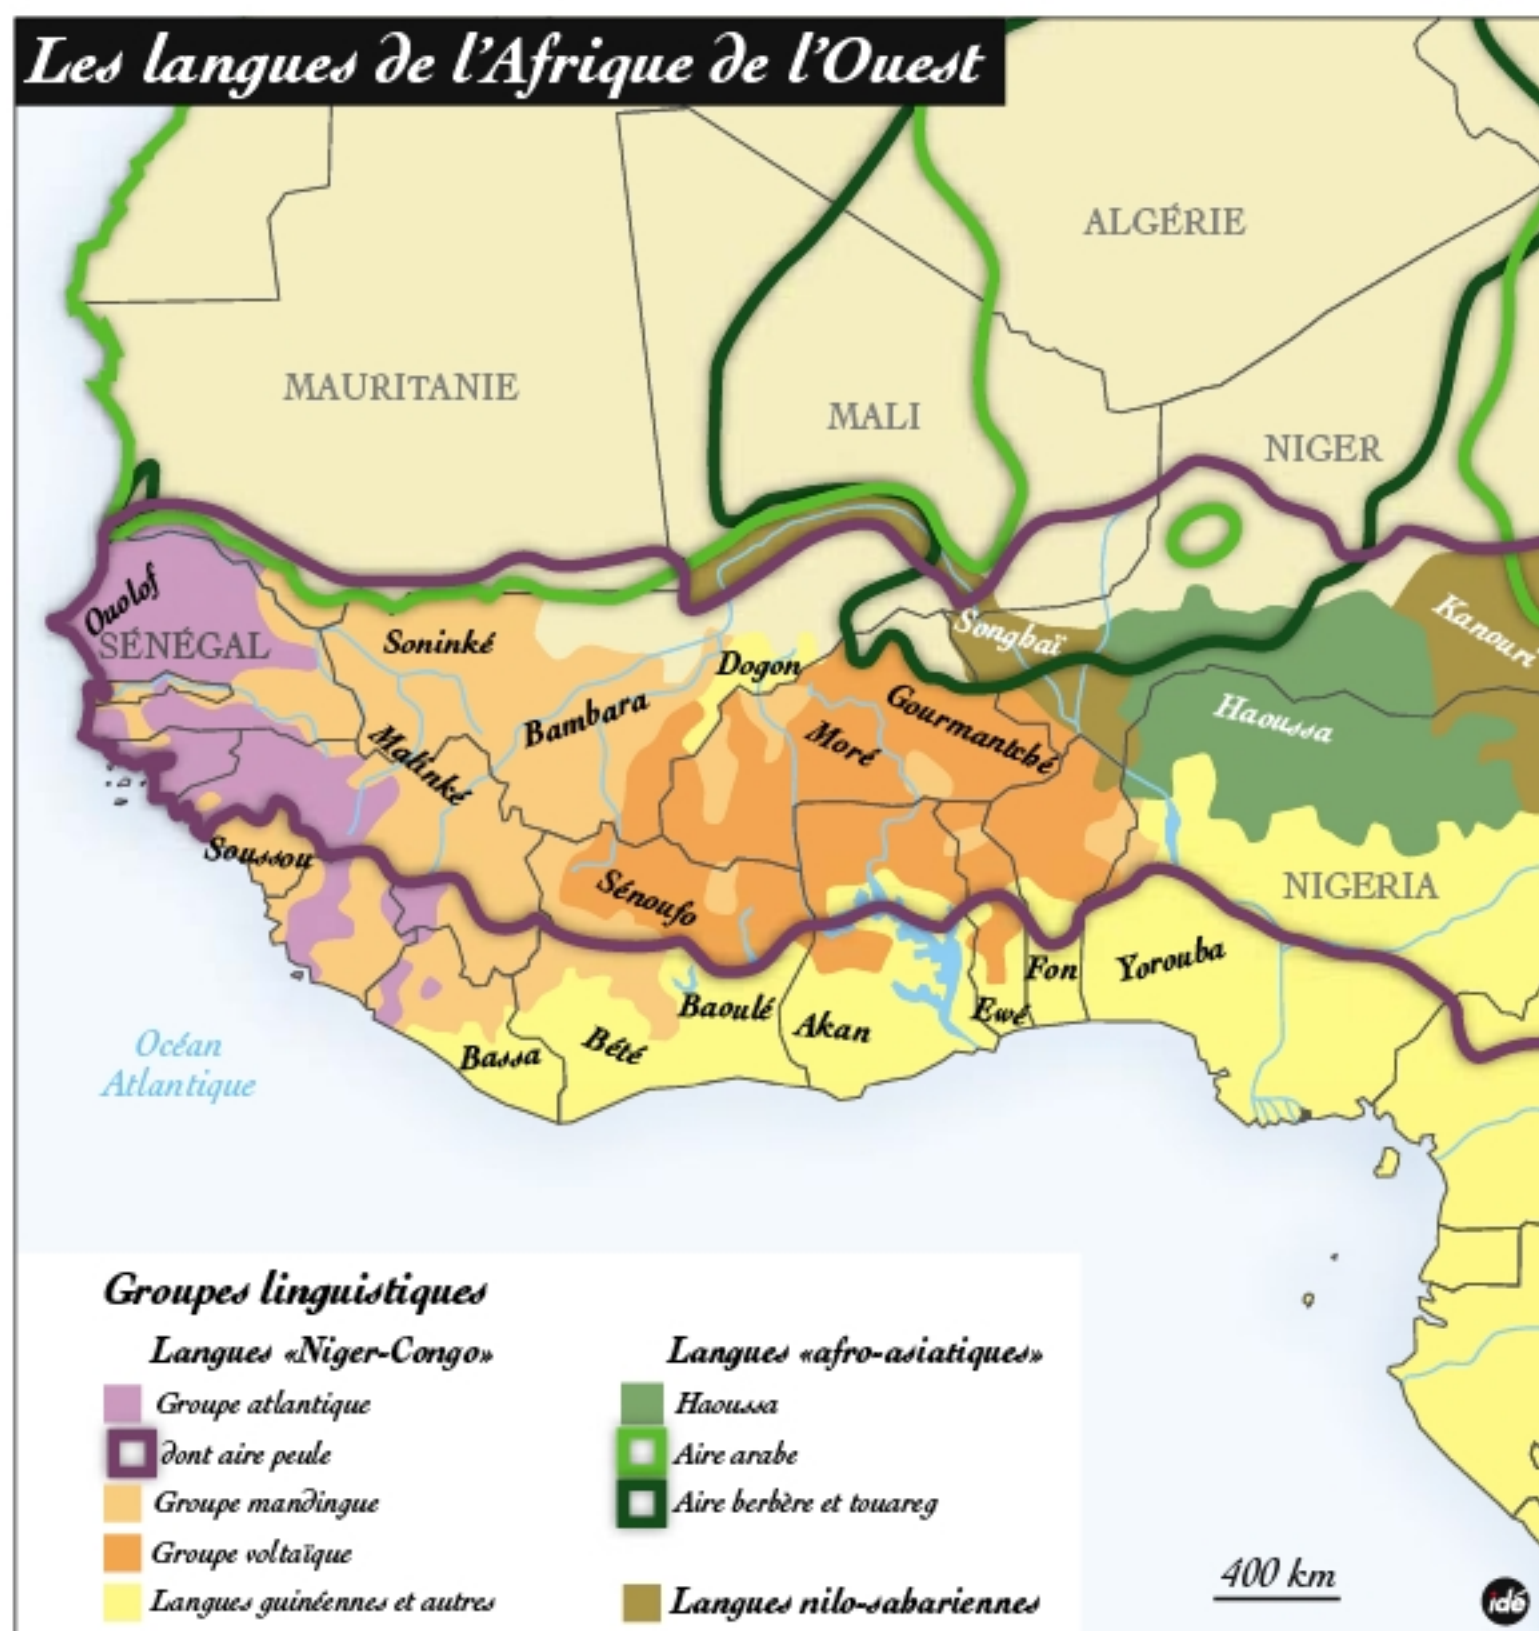 Les langues de l'Afrique de l'Ouest
ALGÉRIE
MAURITANIE
MALI
NIGER
Ouolof
SÉNÉGAL
Soninké
Songhaï
Kanouri
Dogon
Bambara
Gourmantché
Haoussa
Moré
Malinké
Soussou
Sénoufo
NIGERIA
Fon
Yorouba
Baoulé
Akan
Ewé
Bassa
Bété
Océan
Atlantique
Groupes linguistiques
Langues «Niger-Congo»
Groupe atlantique
dont aire peule
Groupe mandingue
Groupe voltaïque
Langues guinéennes et autres
Langues «afro-asiatiques»
Haoussa
Aire arabe
Aire berbère et touareg
Langues nilo-sahariennes
400 km
idé